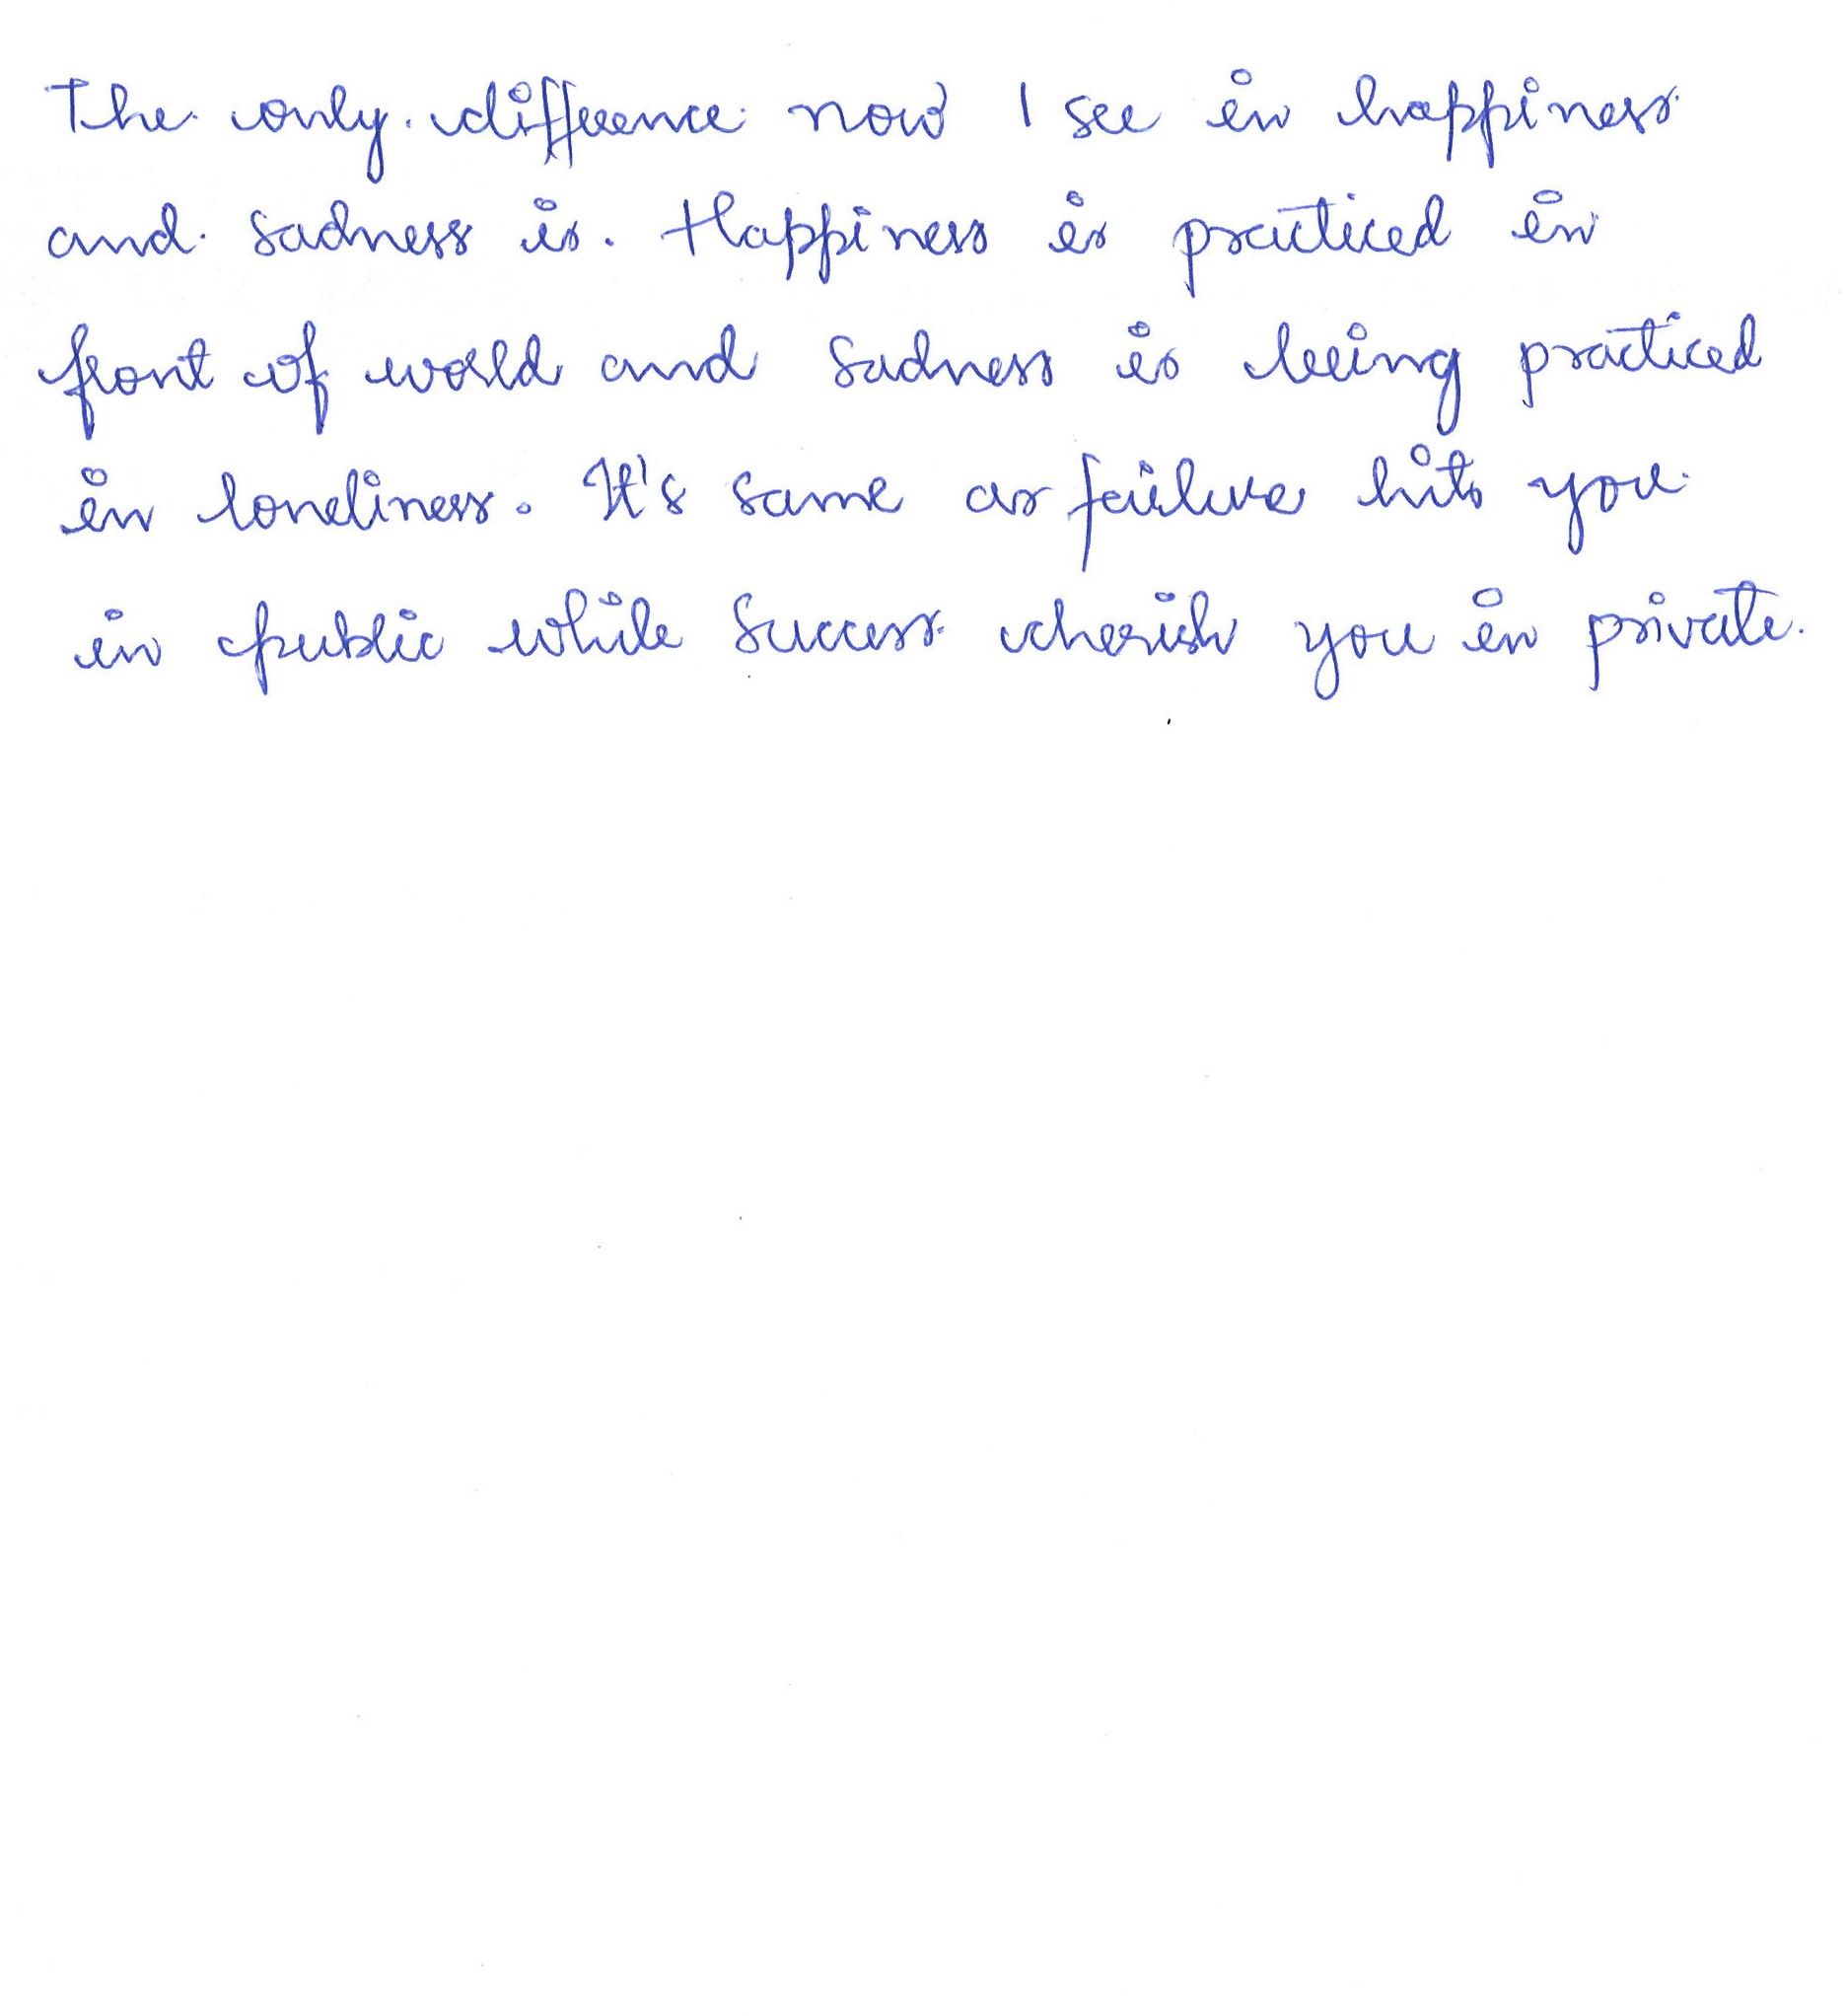 The only difference now I see in happiness
and sadness is. Happiness is practiced in
front of world and sadness is being practiced
in loneliness. It's same as failure hits you
in public while success cherish you in private.